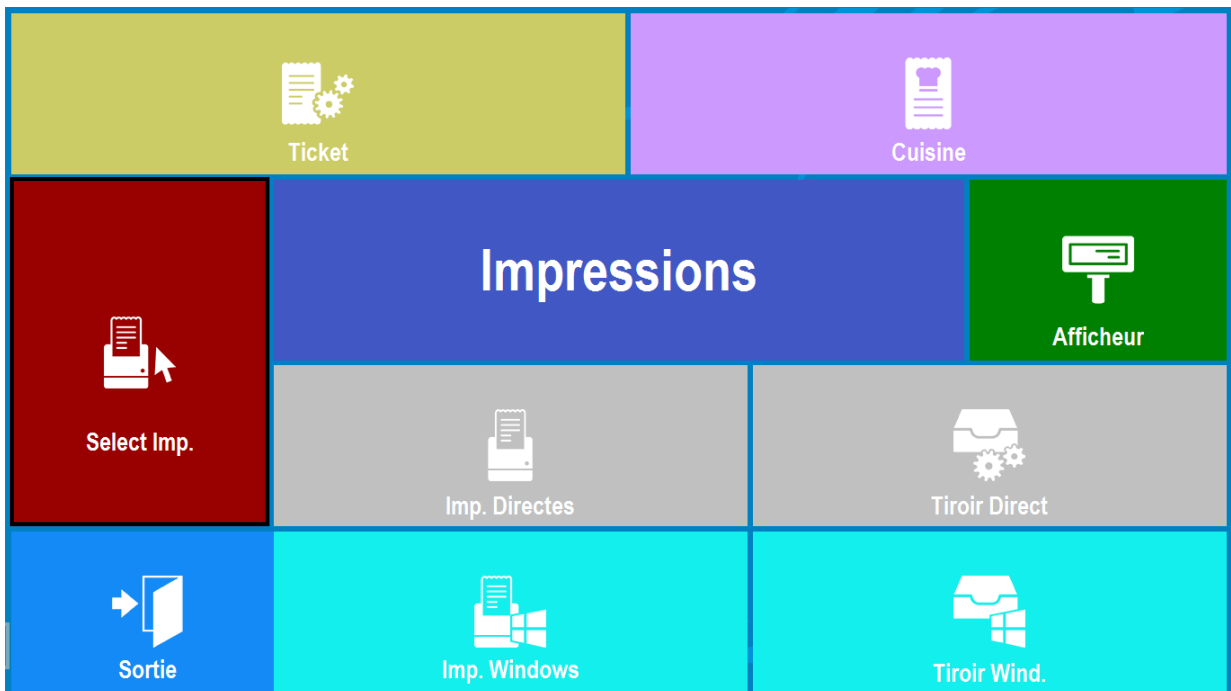 Ticket
Cuisine
Impressions
Afficheur
Select Imp.
Imp. Directes
Tiroir Direct
Sortie
Imp. Windows
Tiroir Wind.